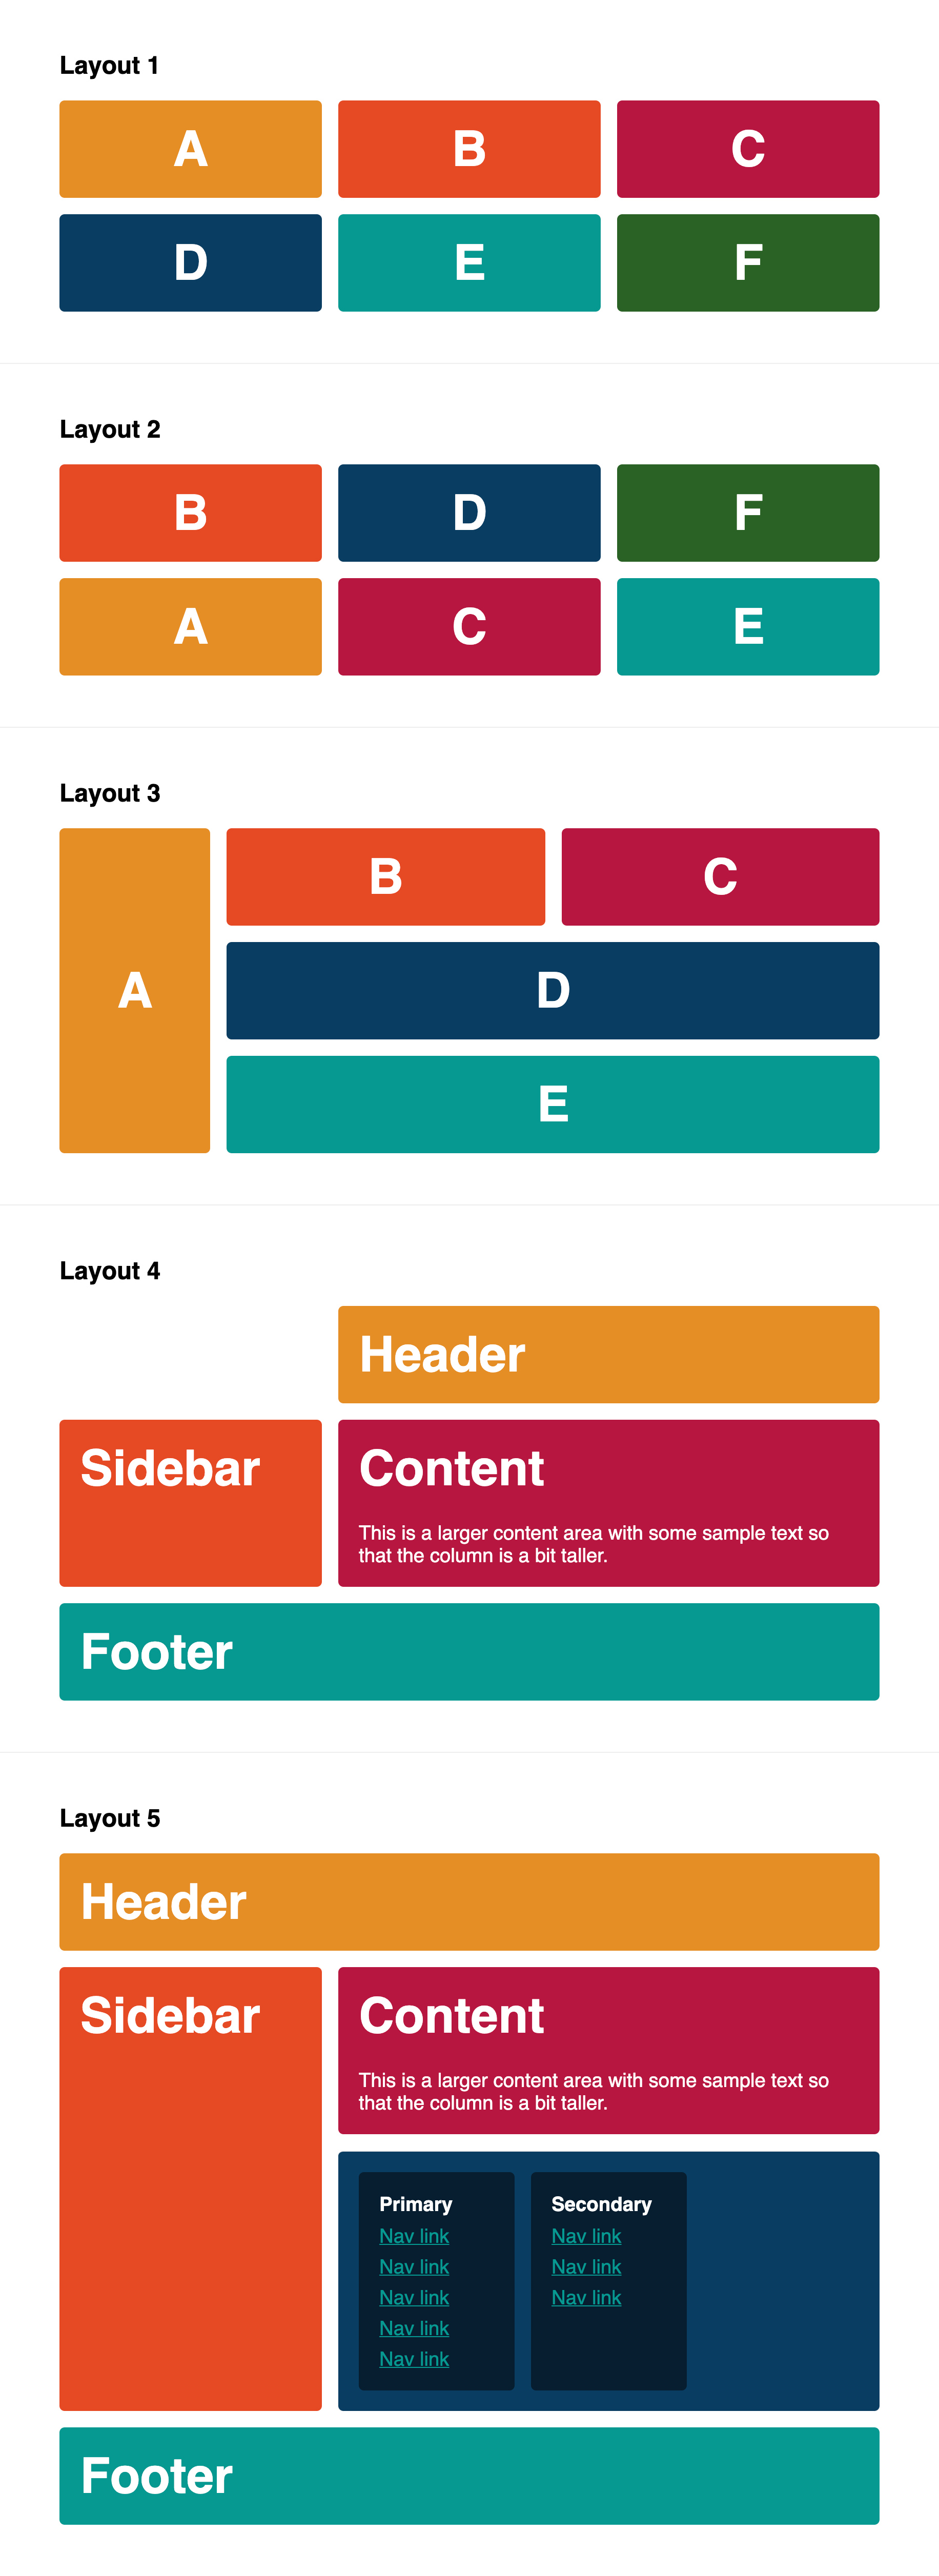 Layout 1
A
B
C
D
E
F
Layout 2
B
D
F
A
C
E
Layout 3
A
B
C
D
E
Layout 4
Header
Sidebar
Content
This is a larger content area with some sample text so
that the column is a bit taller.
Footer
Layout 5
Header
Sidebar
Content
This is a larger content area with some sample text so
that the column is a bit taller.
Primary
Nav link
Nav link
Nav link
Nav link
Nav link
Secondary
Nav link
Nav link
Nav link
Footer